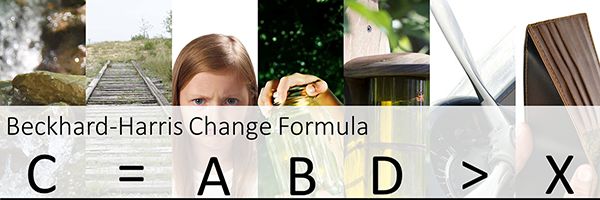 Beckhard-Harris Change Formula
C = A B D > X